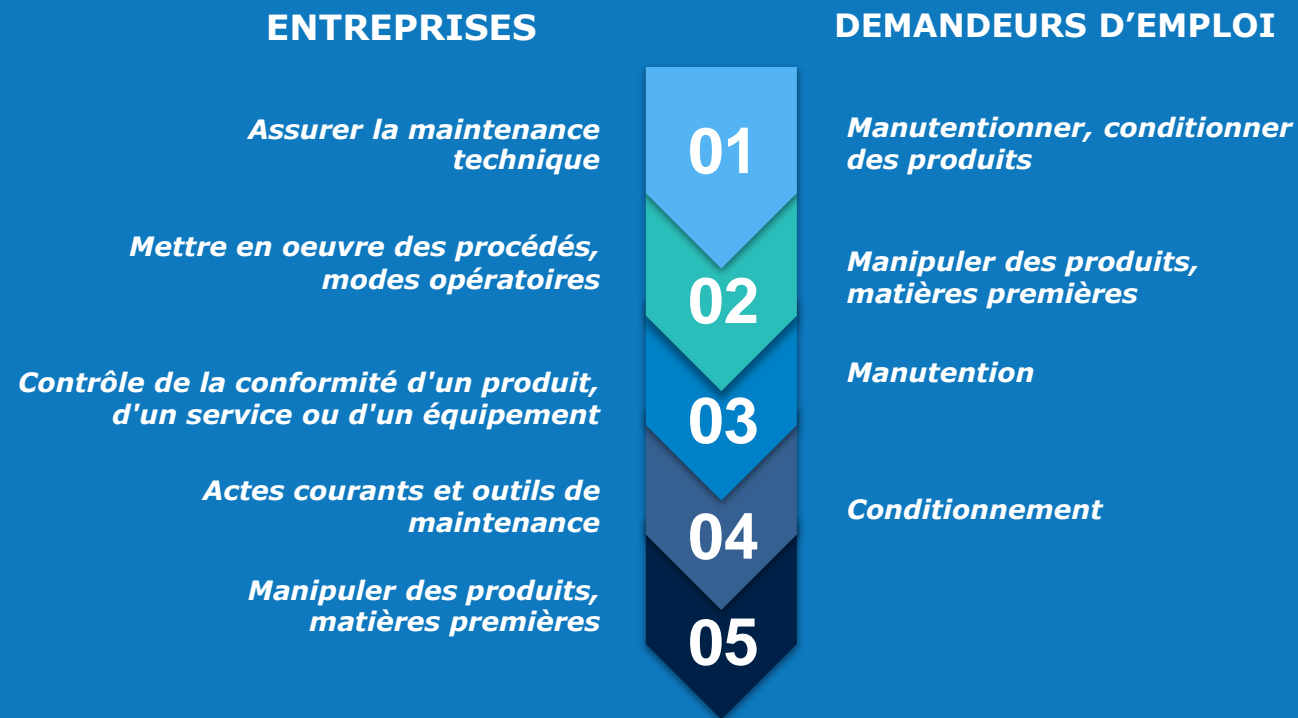 ENTREPRISES
DEMANDEURS D’EMPLOI
Assurer la maintenance
technique
01
Manutentionner, conditionner
des produits
Mettre en oeuvre des procédés,
modes opératoires
02
Manipuler des produits,
matières premières
Contrôle de la conformité d'un produit,
d'un service ou d'un équipement
03
Manutention
Actes courants et outils de
maintenance
04
Conditionnement
Manipuler des produits,
matières premières
05